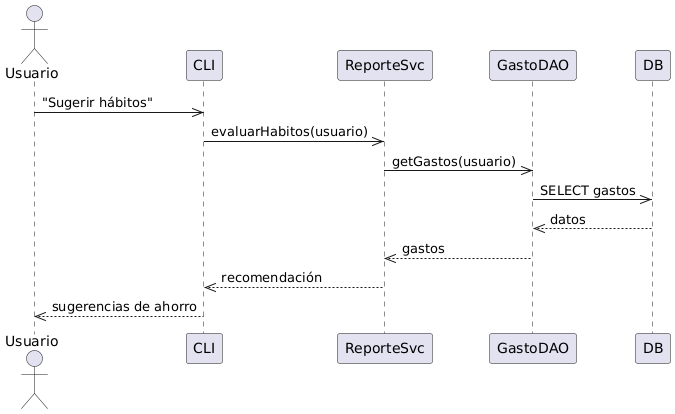 Usuario
CLI
ReporteSvc
GastoDAO
DB
"Sugerir hábitos"
evaluarHabitos(usuario)
getGastos(usuario)
SELECT gastos
datos
gastos
recomendación
sugerencias de ahorro
Usuario
CLI
ReporteSvc
GastoDAO
DB